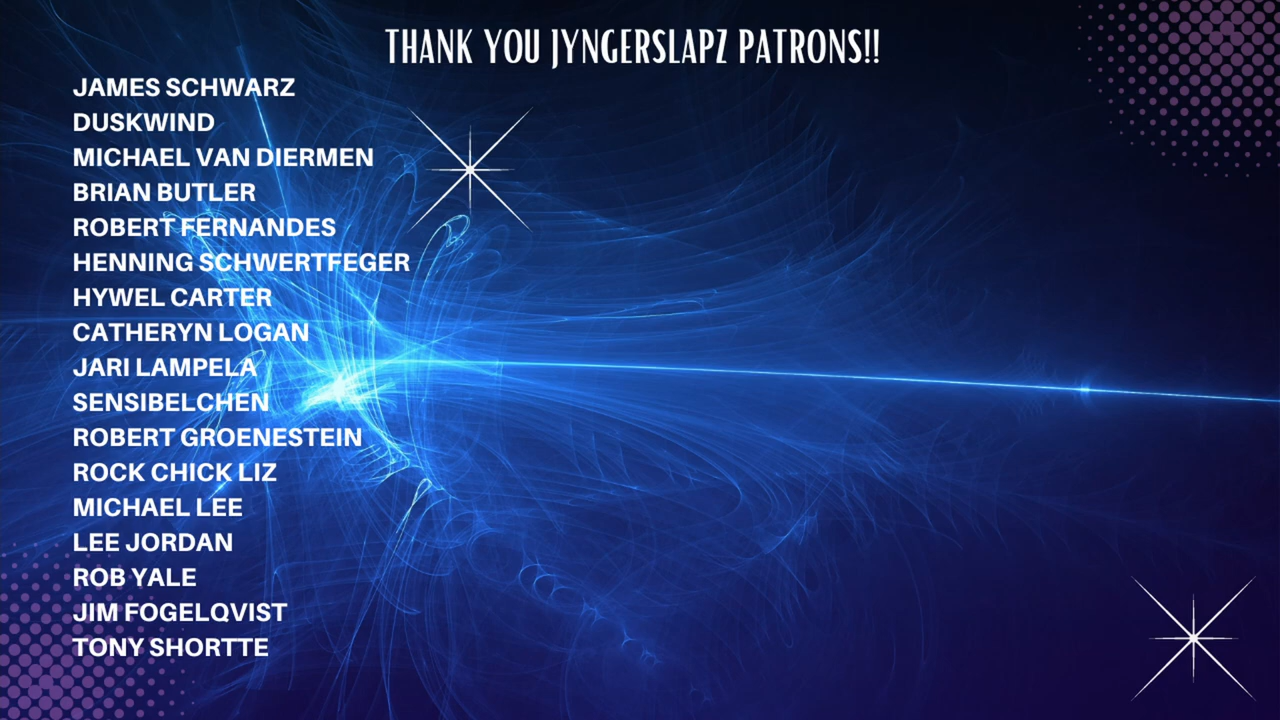 THANK YOU JYNGERSLAPZ PATRONS!!
JAMES SCHWARZ
DUSKWIND
MICHAEL VAN DIERMEN
BRIAN BUTLER
ROBERT FERNANDES
HENNING SCHWERTFEGER
HYWEL CARTER
CATHERYN LOGAN
JARI LAMPELA
SENSIBELCHEN
ROBERT GROENESTEIN
ROCK CHICK LIZ
MICHAEL LEE
LEE JORDAN
ROB YALE
JIM FOGELQVIST
TONY SHORTTE